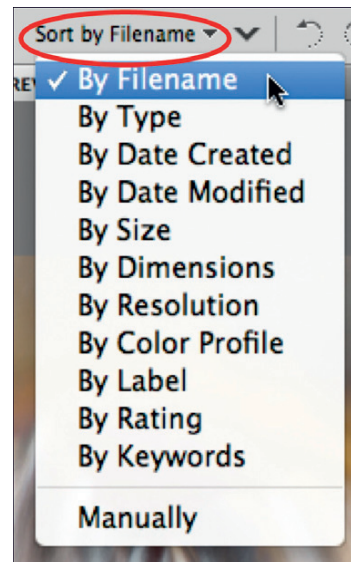 Sort by Filename
REV
✓ By Filename
By Type
By Date Created
By Date Modified
By Size
By Dimensions
By Resolution
By Color Profile
By Label
By Rating
By Keywords
Manually